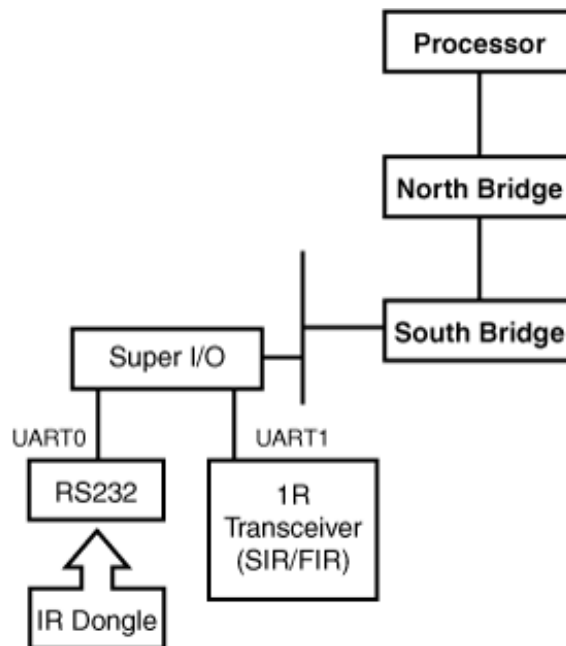 Processor
North Bridge
South Bridge
Super I/O
UART0
UART1
RS232
1R
Transceiver
(SIR/FIR)
IR Dongle